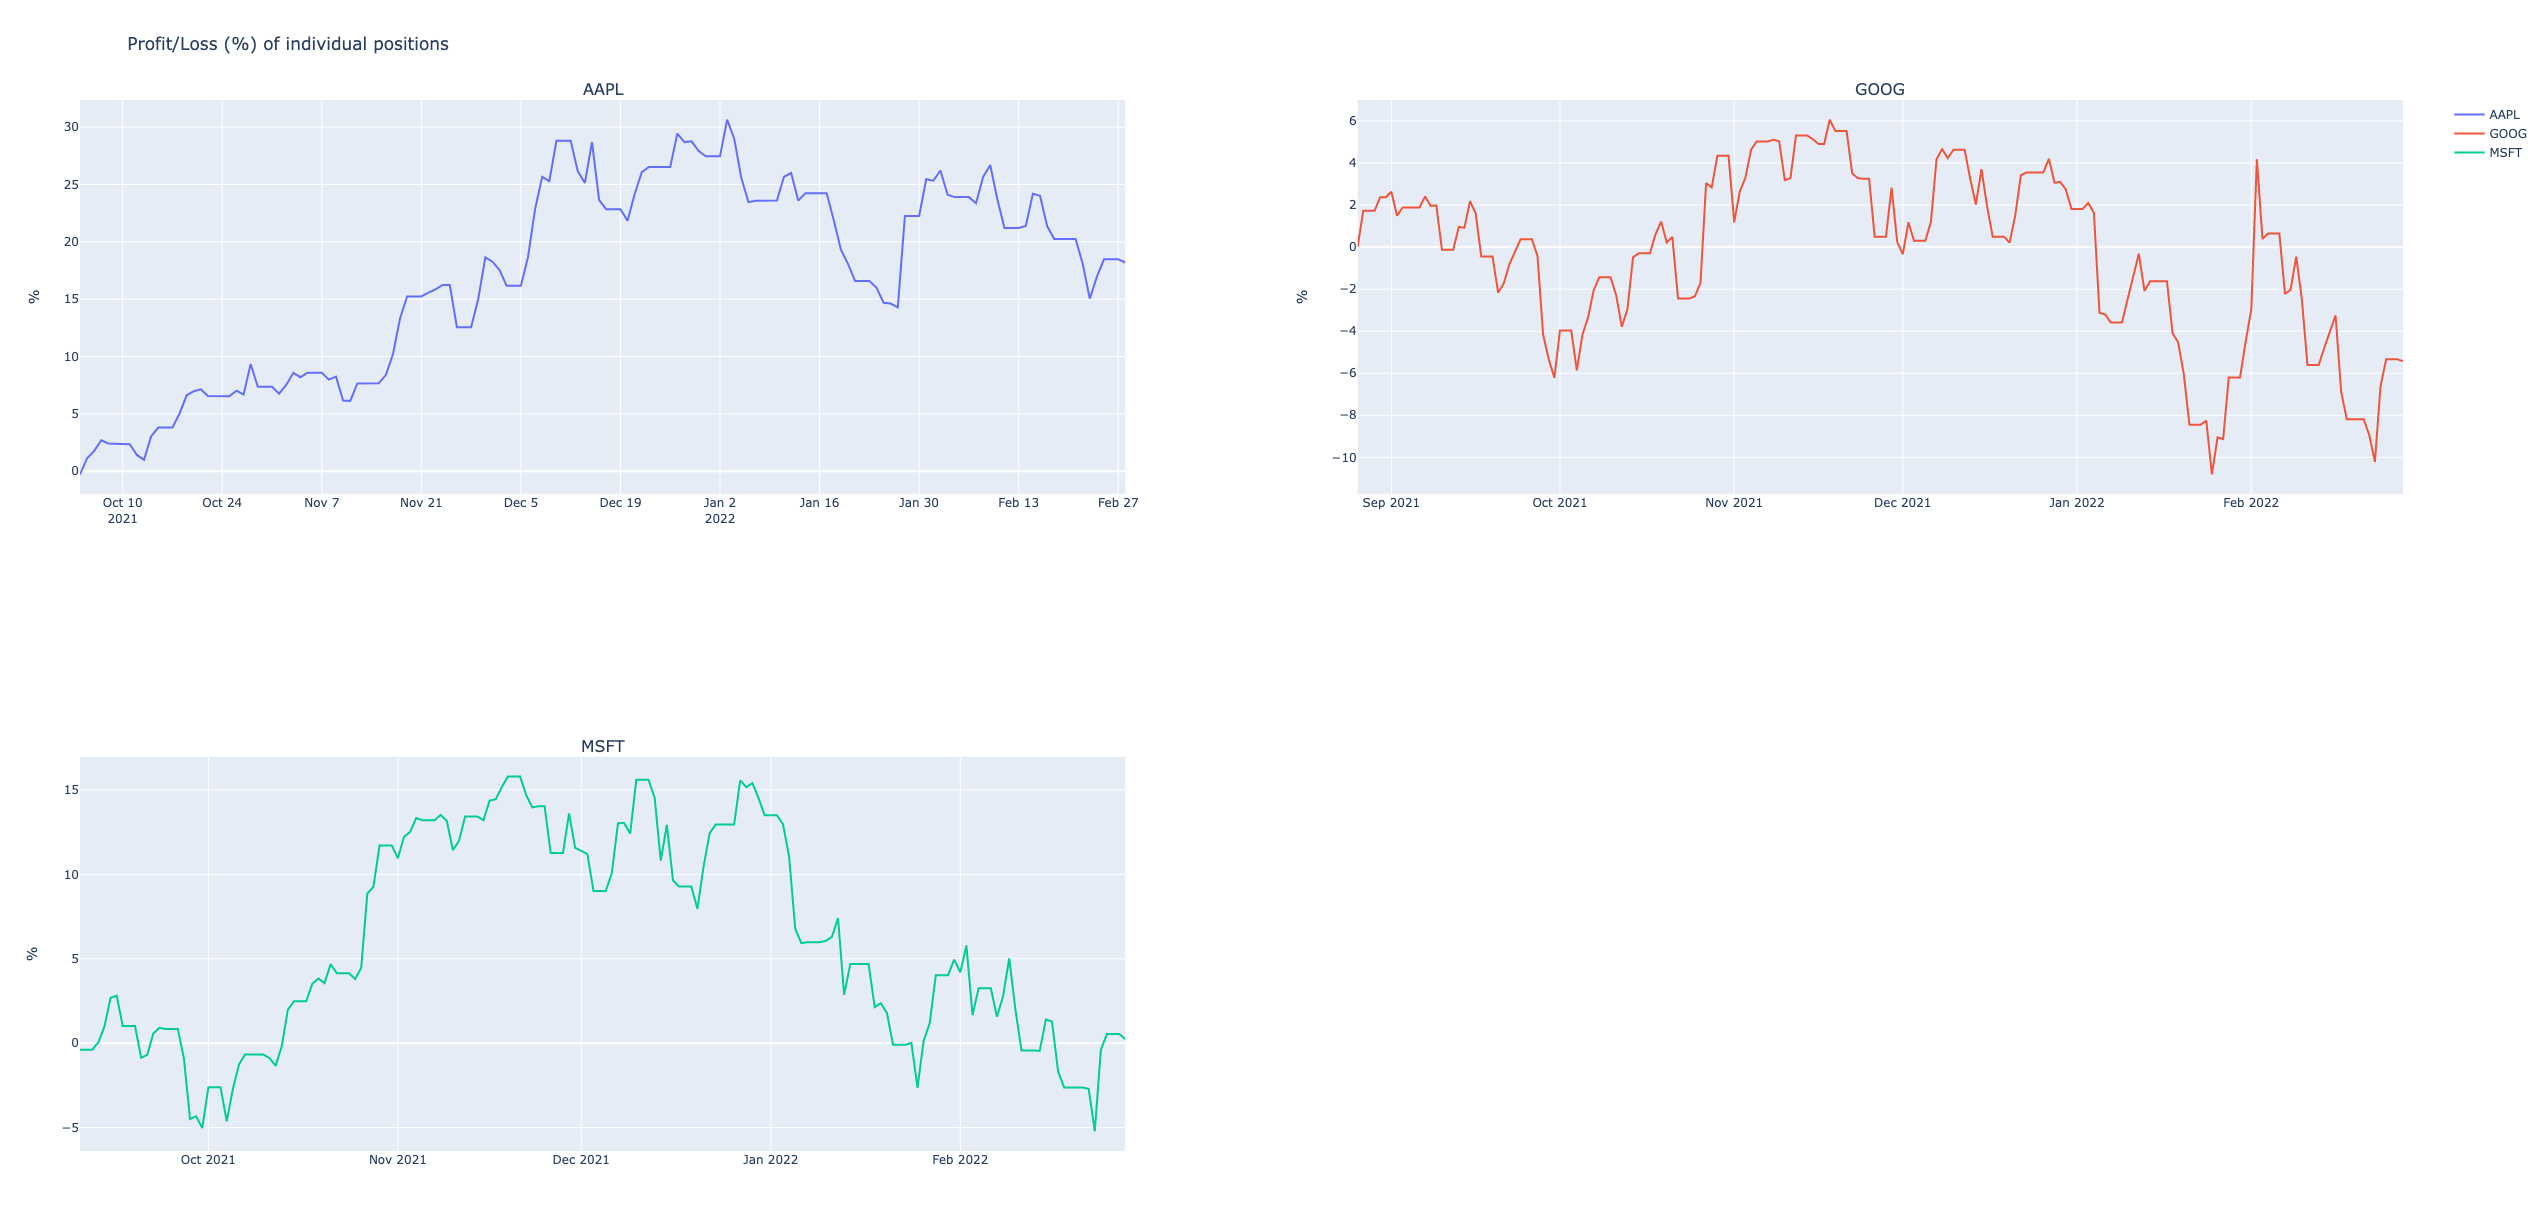 Profit/Loss (%) of individual positions
AAPL
30
25
20
15
10
5
0
%
Oct 10 Oct 24 Nov 7 Nov 21 Dec 5 Dec 19 Jan 2 Jan 16 Jan 30 Feb 13 Feb 27
2021 2022
GOOG
6
4
2
0
−2
−4
−6
−8
−10
%
Sep 2021 Oct 2021 Nov 2021 Dec 2021 Jan 2022 Feb 2022
AAPL
GOOG
MSFT
MSFT
15
10
5
0
−5
%
Oct 2021 Nov 2021 Dec 2021 Jan 2022 Feb 2022